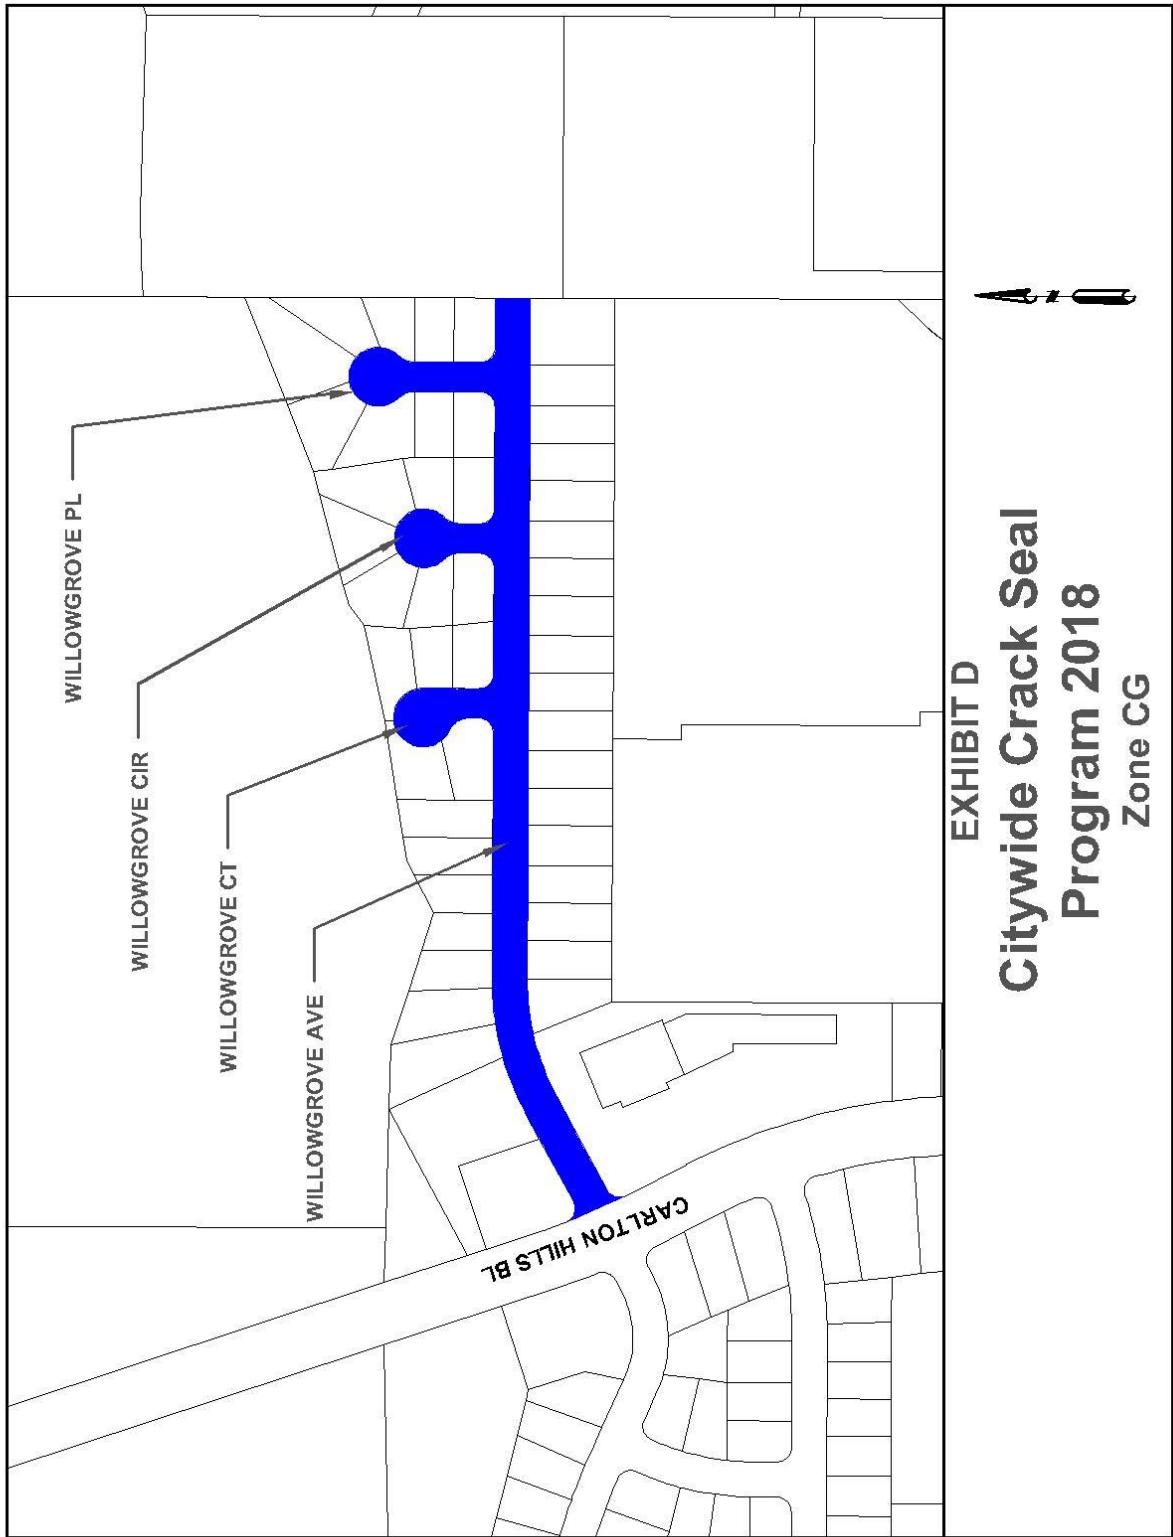 WILLOWGROVE PL
WILLOWGROVE CIR
WILLOWGROVE CT
WILLOWGROVE AVE
CARLTON HILLS BL
EXHIBIT D
Citywide Crack Seal
Program 2018
Zone CG